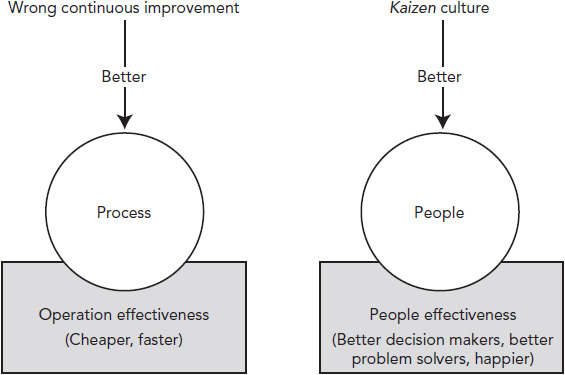 Wrong continuous improvement
Better
Process
Operation effectiveness
(Cheaper, faster)
Kaizen culture
Better
People
People effectiveness
(Better decision makers, better
problem solvers, happier)